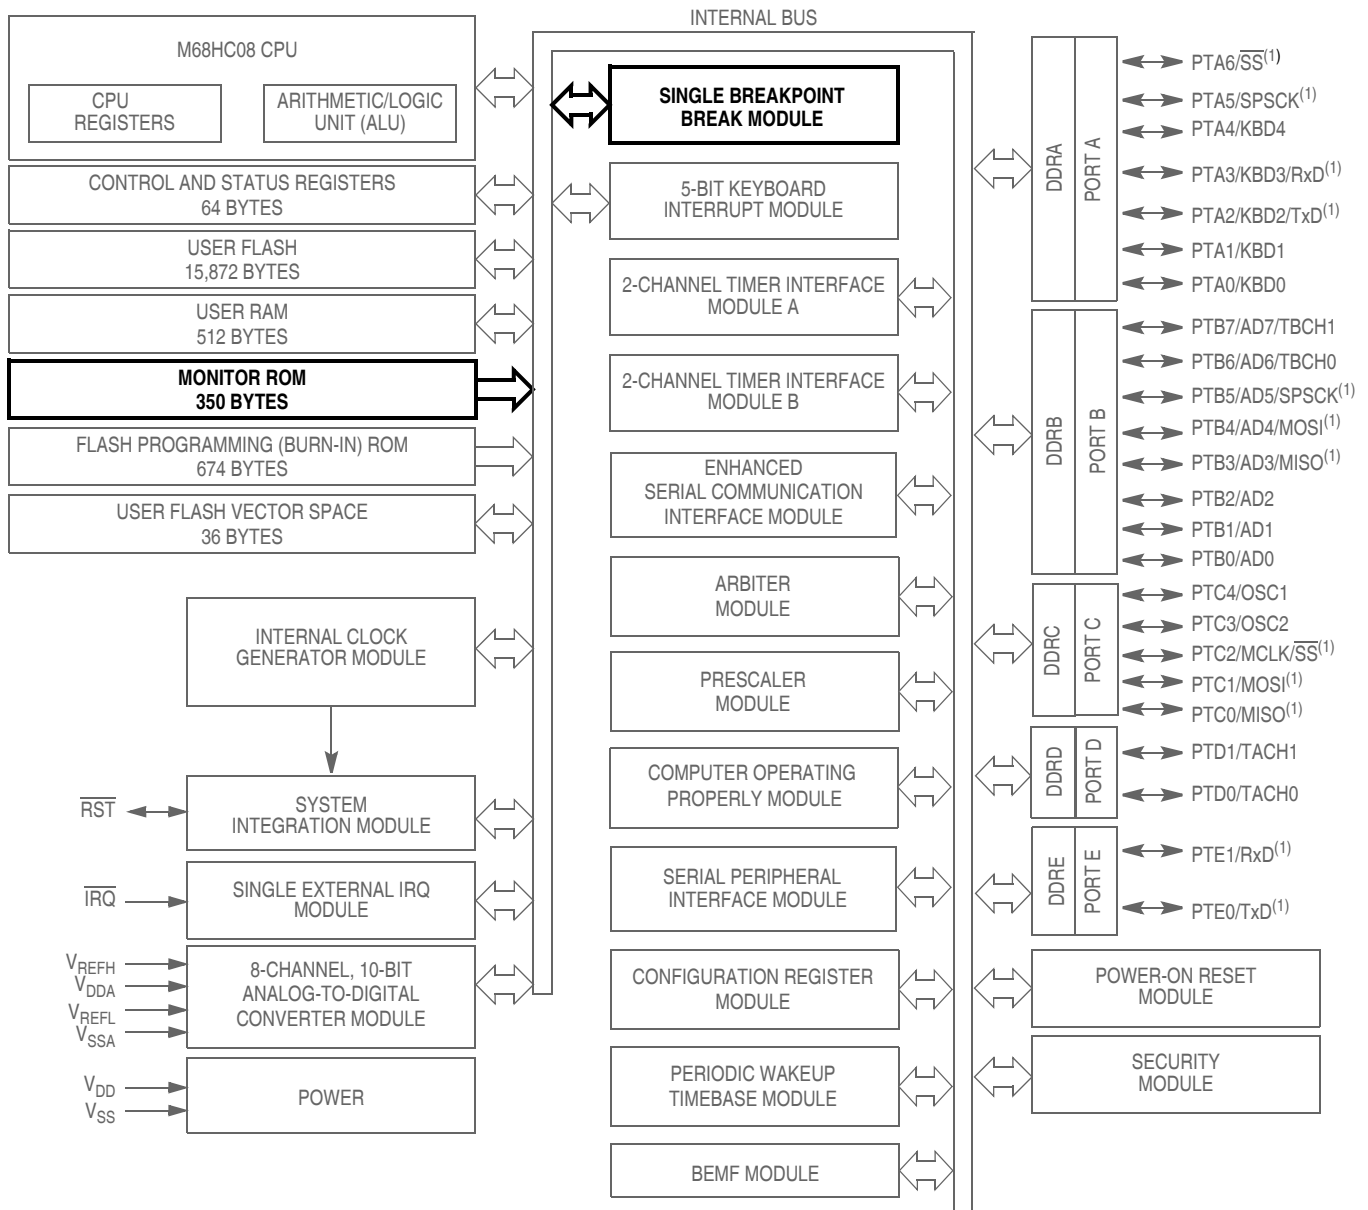 INTERNAL BUS
M68HC08 CPU
CPU
REGISTERS
ARITHMETIC/LOGIC
UNIT (ALU)
CONTROL AND STATUS REGISTERS
64 BYTES
USER FLASH
15,872 BYTES
USER RAM
512 BYTES
MONITOR ROM
350 BYTES
FLASH PROGRAMMING (BURN-IN) ROM
674 BYTES
USER FLASH VECTOR SPACE
36 BYTES
INTERNAL CLOCK
GENERATOR MODULE
RST
SYSTEM
INTEGRATION MODULE
IRQ
SINGLE EXTERNAL IRQ
MODULE
VREFH
VDDA
VREFL
VSSA
8-CHANNEL, 10-BIT
ANALOG-TO-DIGITAL
CONVERTER MODULE
VDD
VSS
POWER
SINGLE BREAKPOINT
BREAK MODULE
5-BIT KEYBOARD
INTERRUPT MODULE
2-CHANNEL TIMER INTERFACE
MODULE A
2-CHANNEL TIMER INTERFACE
MODULE B
ENHANCED
SERIAL COMMUNICATION
INTERFACE MODULE
ARBITER
MODULE
PRESCALER
MODULE
COMPUTER OPERATING
PROPERLY MODULE
SERIAL PERIPHERAL
INTERFACE MODULE
CONFIGURATION REGISTER
MODULE
PERIODIC WAKEUP
TIMEBASE MODULE
BEMF MODULE
DDRA
PORT A
PTA6/SS(1)
PTA5/SPSCK(1)
PTA4/KBD4
PTA3/KBD3/RxD(1)
PTA2/KBD2/TxD(1)
PTA1/KBD1
PTA0/KBD0
DDRB
PORT B
PTB7/AD7/TBCH1
PTB6/AD6/TBCH0
PTB5/AD5/SPSCK(1)
PTB4/AD4/MOSI(1)
PTB3/AD3/MISO(1)
PTB2/AD2
PTB1/AD1
PTB0/AD0
DDRC
PORT C
PTC4/OSC1
PTC3/OSC2
PTC2/MCLK/SS(1)
PTC1/MOSI(1)
PTC0/MISO(1)
DDRD
PORT D
PTD1/TACH1
PTD0/TACH0
DDRE
PORT E
PTE1/RxD(1)
PTE0/TxD(1)
POWER-ON RESET
MODULE
SECURITY
MODULE